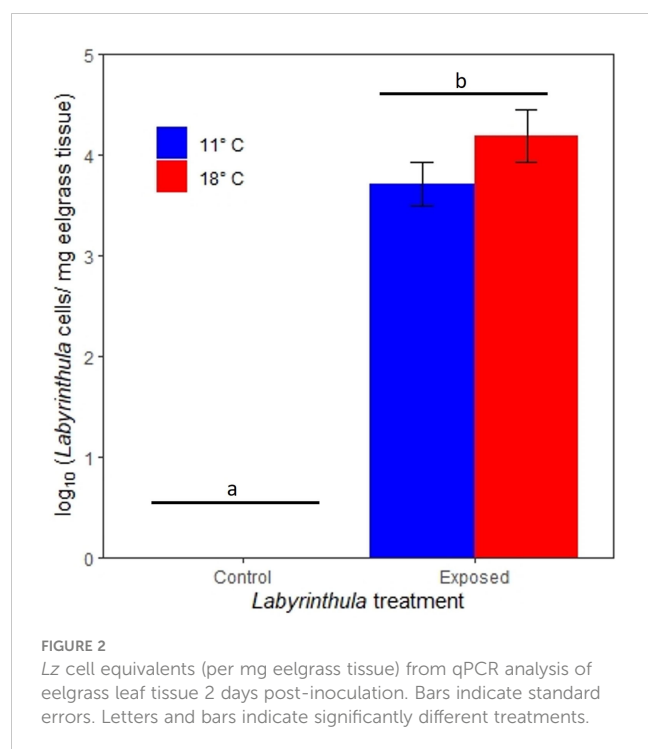 5
b
11° C
18° C
4
3
2
1
a
0
Control
Exposed
log₁₀ (Labyrinthula cells/ mg eelgrass tissue)
Labyrinthula treatment
FIGURE 2
Lz cell equivalents (per mg eelgrass tissue) from qPCR analysis of
eelgrass leaf tissue 2 days post-inoculation. Bars indicate standard
errors. Letters and bars indicate significantly different treatments.